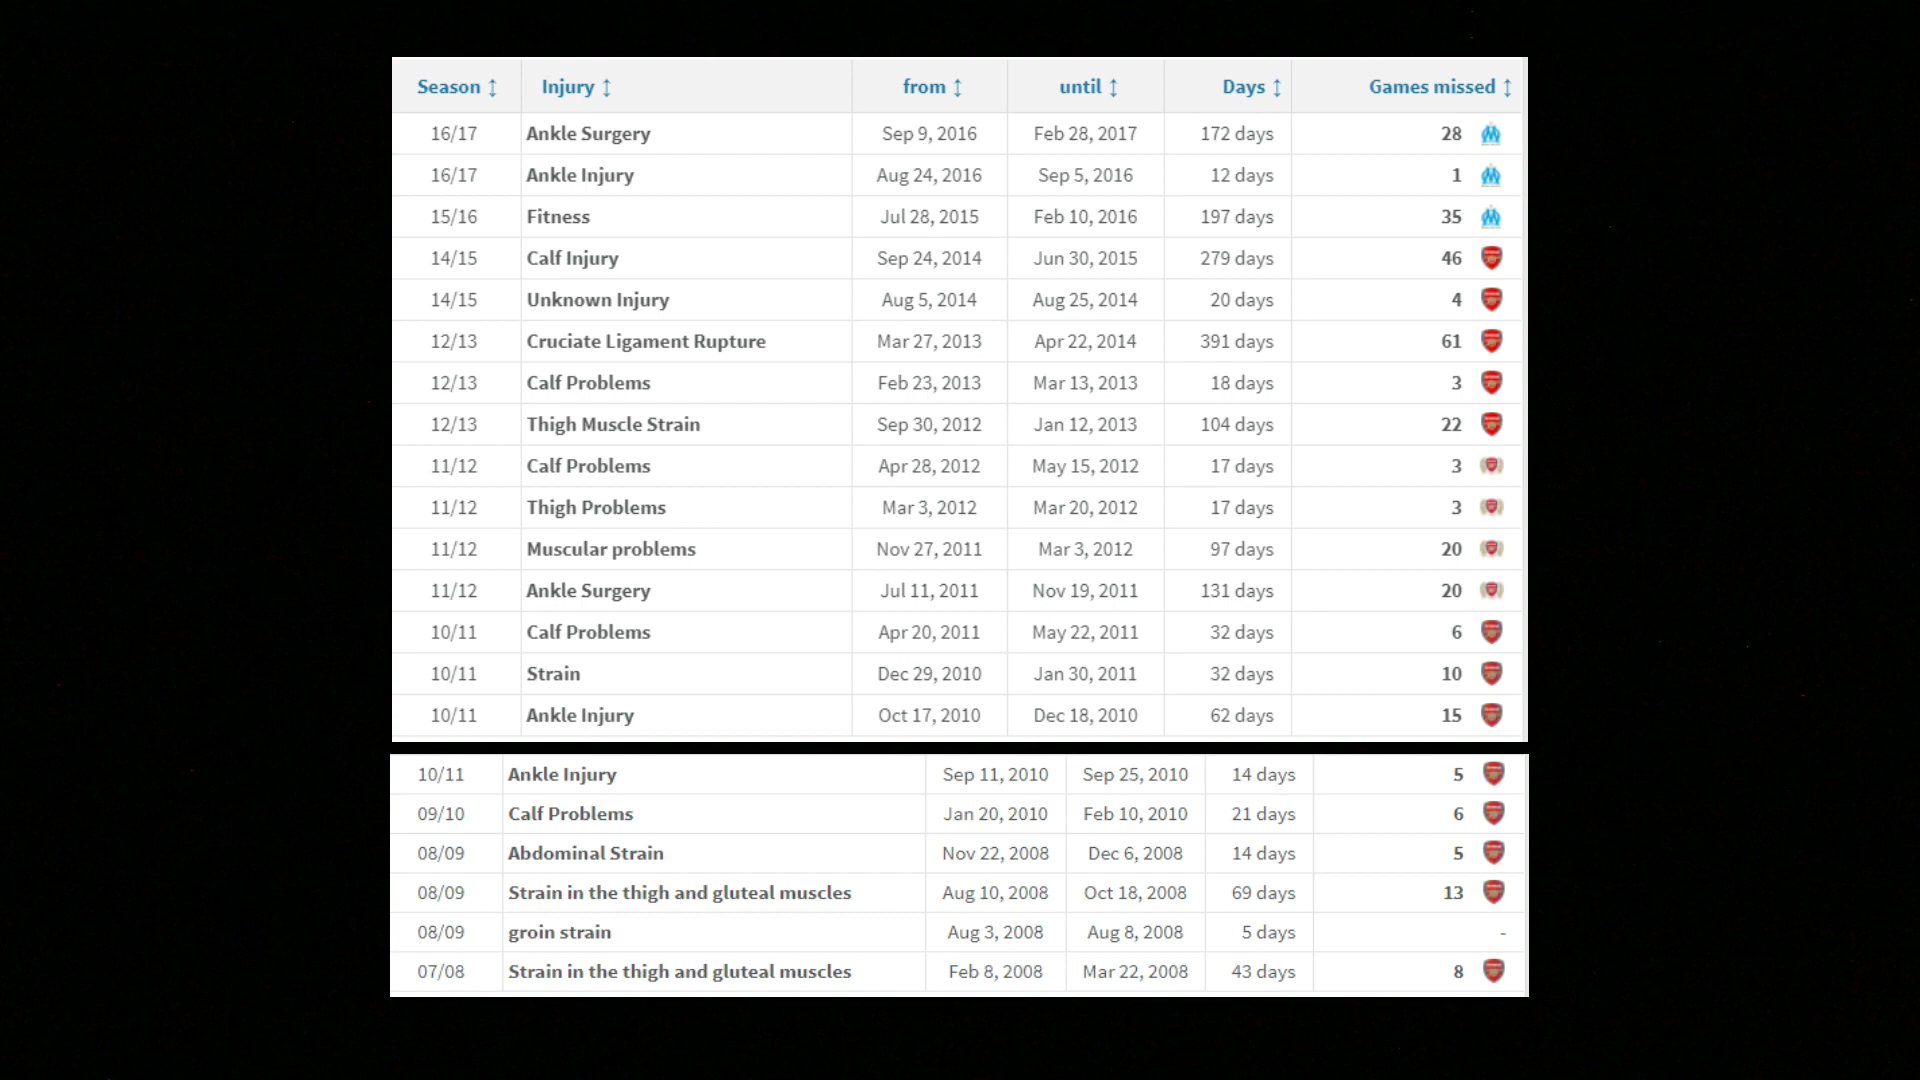 Season ↕ Injury ↕ from ↕ until ↕ Days ↕ Games missed ↕
16/17 Ankle Surgery Sep 9, 2016 Feb 28, 2017 172 days 28
16/17 Ankle Injury Aug 24, 2016 Sep 5, 2016 12 days 1
15/16 Fitness Jul 28, 2015 Feb 10, 2016 197 days 35
14/15 Calf Injury Sep 24, 2014 Jun 30, 2015 279 days 46
14/15 Unknown Injury Aug 5, 2014 Aug 25, 2014 20 days 4
12/13 Cruciate Ligament Rupture Mar 27, 2013 Apr 22, 2014 391 days 61
12/13 Calf Problems Feb 23, 2013 Mar 13, 2013 18 days 3
12/13 Thigh Muscle Strain Sep 30, 2012 Jan 12, 2013 104 days 22
11/12 Calf Problems Apr 28, 2012 May 15, 2012 17 days 3
11/12 Thigh Problems Mar 3, 2012 Mar 20, 2012 17 days 3
11/12 Muscular problems Nov 27, 2011 Mar 3, 2012 97 days 20
11/12 Ankle Surgery Jul 11, 2011 Nov 19, 2011 131 days 20
10/11 Calf Problems Apr 20, 2011 May 22, 2011 32 days 6
10/11 Strain Dec 29, 2010 Jan 30, 2011 32 days 10
10/11 Ankle Injury Oct 17, 2010 Dec 18, 2010 62 days 15
10/11 Ankle Injury Sep 11, 2010 Sep 25, 2010 14 days 5
09/10 Calf Problems Jan 20, 2010 Feb 10, 2010 21 days 6
08/09 Abdominal Strain Nov 22, 2008 Dec 6, 2008 14 days 5
08/09 Strain in the thigh and gluteal muscles Aug 10, 2008 Oct 18, 2008 69 days 13
08/09 groin strain Aug 3, 2008 Aug 8, 2008 5 days -
07/08 Strain in the thigh and gluteal muscles Feb 8, 2008 Mar 22, 2008 43 days 8